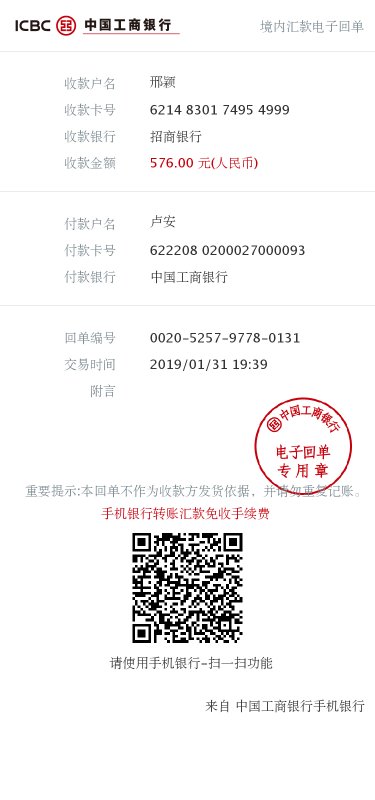 ICBC 中国工商银行 境内汇款电子回单
收款户名 邢颖
收款卡号 6214 8301 7495 4999
收款银行 招商银行
收款金额 576.00 元(人民币)
付款户名 卢安
付款卡号 622208 0200027000093
付款银行 中国工商银行
回单编号 0020-5257-9778-0131
交易时间 2019/01/31 19:39
附言
中国工商银行
电子回单
专用章
重要提示:本回单不作为收款方发货依据，并请勿重复记账。
手机银行转账汇款免收手续费
请使用手机银行-扫一扫功能
来自 中国工商银行手机银行